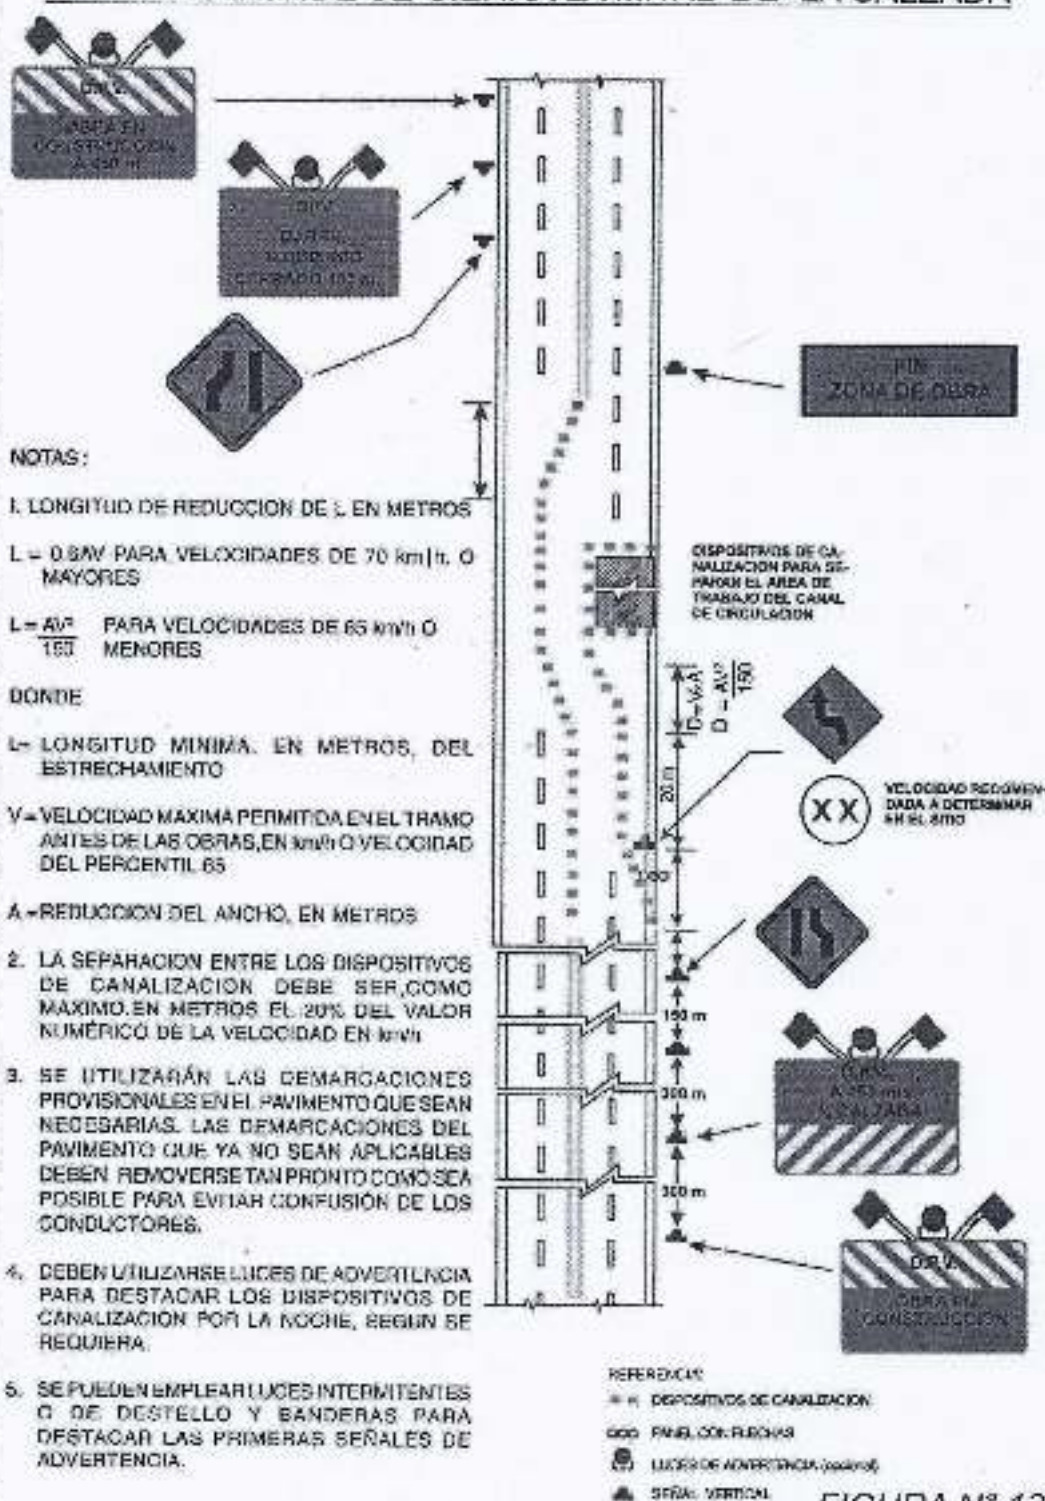 D.P.V.
OBRA EN
CONSTRUCCION
A 450 m
D.P.V.
CERRADO
FIN
ZONA DE OBRA
NOTAS:
I. LONGITUD DE REDUCCION DE L EN METROS
L = 0.6AV PARA VELOCIDADES DE 70 km|h. O
MAYORES
L = AV² PARA VELOCIDADES DE 65 km/h O
150 MENORES
DONDE
L= LONGITUD MINIMA. EN METROS, DEL
ESTRECHAMIENTO
V=VELOCIDAD MAXIMA PERMITIDA EN EL TRAMO
ANTES DE LAS OBRAS,EN km/h O VELOCIDAD
DEL PERCENTIL 65
A=REDUCCION DEL ANCHO, EN METROS
2. LA SEPARACION ENTRE LOS DISPOSITIVOS
DE CANALIZACION DEBE SER,COMO
MAXIMO.EN METROS EL 20% DEL VALOR
NUMÉRICO DE LA VELOCIDAD EN km/h
3. SE UTILIZARÁN LAS DEMARCACIONES
PROVISIONALES EN EL PAVIMENTO QUE SEAN
NECESARIAS. LAS DEMARCACIONES DEL
PAVIMENTO QUE YA NO SEAN APLICABLES
DEBEN REMOVERSE TAN PRONTO COMO SEA
POSIBLE PARA EVITAR CONFUSIÓN DE LOS
CONDUCTORES.
4. DEBEN UTILIZARSE LUCES DE ADVERTENCIA
PARA DESTACAR LOS DISPOSITIVOS DE
CANALIZACION POR LA NOCHE, SEGUN SE
REQUIERA.
5. SE PUEDEN EMPLEAR LUCES INTERMITENTES
O DE DESTELLO Y BANDERAS PARA
DESTACAR LAS PRIMERAS SEÑALES DE
ADVERTENCIA.
DISPOSITIVOS DE CA-
NALIZACION PARA SE-
PARAR EL AREA DE
TRABAJO DEL CANAL
DE CIRCULACION
D = AV²
150
20 m
XX
VELOCIDAD RECOMEN-
DADA A DETERMINAR
EN EL SITIO
150 m
300 m
300 m
D.P.V.
CALZADA
D.P.V.
OBRA EN
CONSTRUCCION
REFERENCIAS
DISPOSITIVOS DE CANALIZACION
PANEL CON FLECHAS
LUCES DE ADVERTENCIA (opcional)
SEÑAL VERTICAL
FIGURA Nº 13